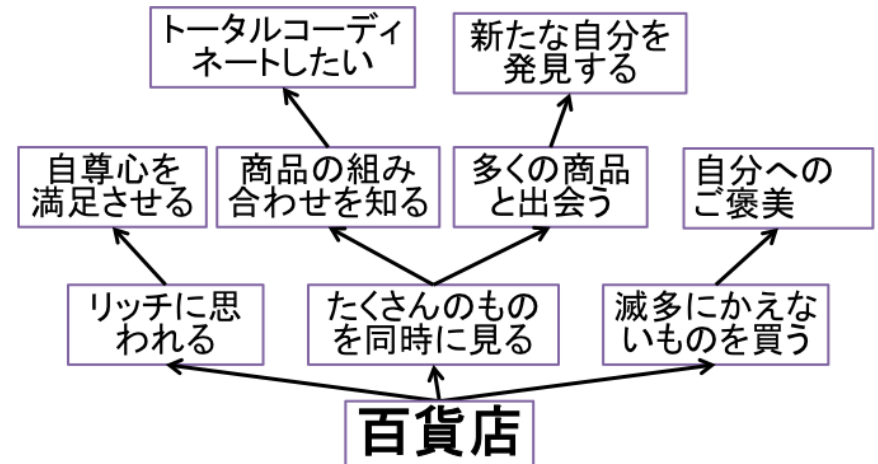 トータルコーディ
ネートしたい
新たな自分を
発見する
自尊心を
満足させる
商品の組み
合わせを知る
多くの商品
と出会う
自分への
ご褒美
リッチに思
われる
たくさんのもの
を同時に見る
滅多にかえな
いものを買う
百貨店